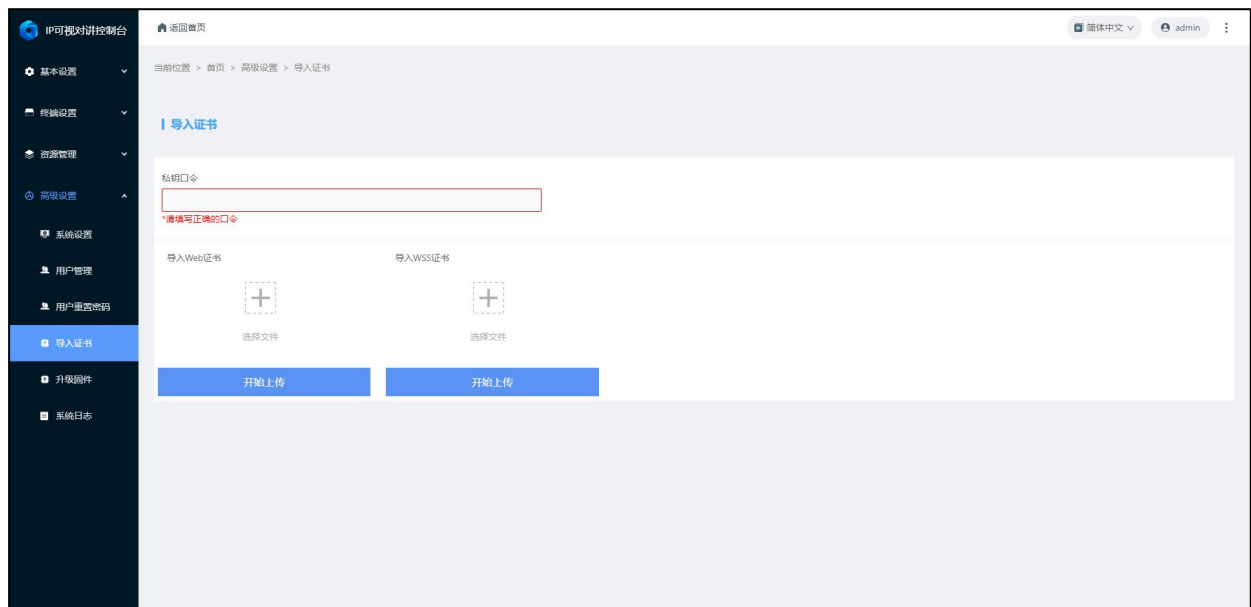 IP可视对讲控制台
返回首页
简体中文
admin
基本设置
当前位置 > 首页 > 高级设置 > 导入证书
终端设置
导入证书
资源管理
私钥口令
高级设置
*请填写正确的口令
系统设置
导入Web证书
导入WSS证书
用户管理
用户重置密码
选择文件
选择文件
导入证书
升级固件
开始上传
开始上传
系统日志